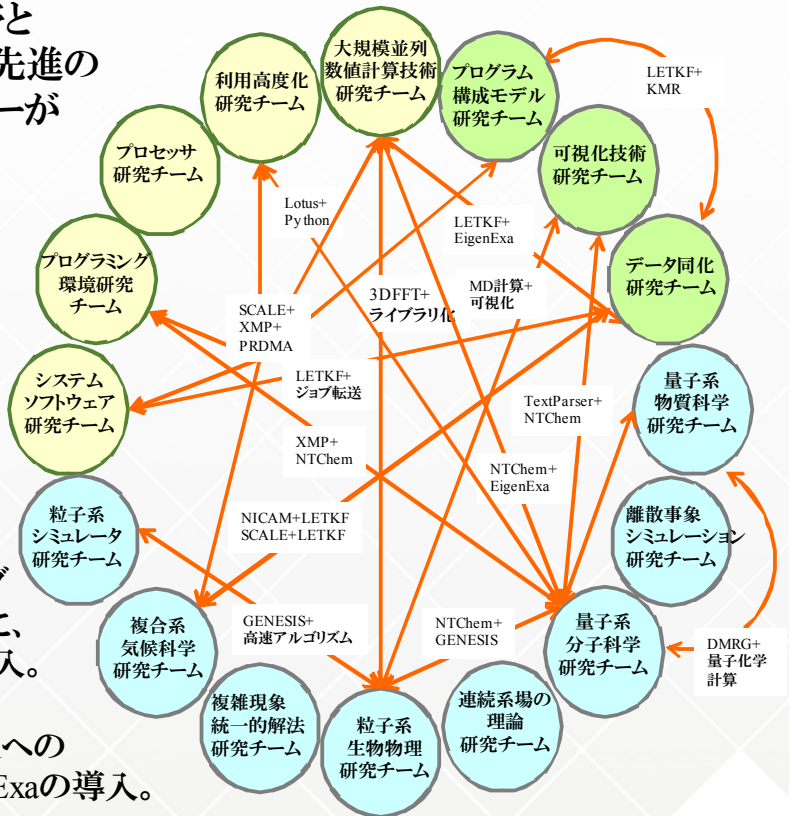 と
先進の
ーが
大規模並列
数値計算技術
研究チーム
利用高度化
研究チーム
プログラム
構成モデル
研究チーム
LETKF+
KMR
可視化技術
研究チーム
プロセッサ
研究チーム
Lotus+
Python
LETKF+
EigenExa
プログラミング
環境研究
チーム
データ同化
研究チーム
SCALE+
XMP+
PRDMA
3DFFT+
ライブラリ化
MD計算+
可視化
システム
ソフトウェア
研究チーム
LETKF+
ジョブ転送
TextParser+
NTChem
量子系
物質科学
研究チーム
XMP+
NTChem
NTChem+
EigenExa
粒子系
シミュレータ
研究チーム
NICAM+LETKF
SCALE+LETKF
離散事象
シミュレーション
研究チーム
複合系
気候科学
研究チーム
GENESIS+
高速アルゴリズム
NTChem+
GENESIS
量子系
分子科学
研究チーム
DMRG+
量子化学
計算
入。
複雑現象
統一的解法
研究チーム
粒子系
生物物理
研究チーム
連続系場の
理論
研究チーム
への
Exaの導入。